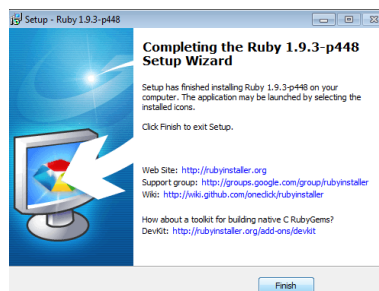 Setup - Ruby 1.9.3-p448
Completing the Ruby 1.9.3-p448
Setup Wizard
Setup has finished installing Ruby 1.9.3-p448 on your
computer. The application may be launched by selecting the
installed icons.
Click Finish to exit Setup.
Web Site: http://rubyinstaller.org
Support group: http://groups.google.com/group/rubyinstaller
Wiki: http://wiki.github.com/oneclick/rubyinstaller
How about a toolkit for building native C RubyGems?
DevKit: http://rubyinstaller.org/add-ons/devkit
Finish